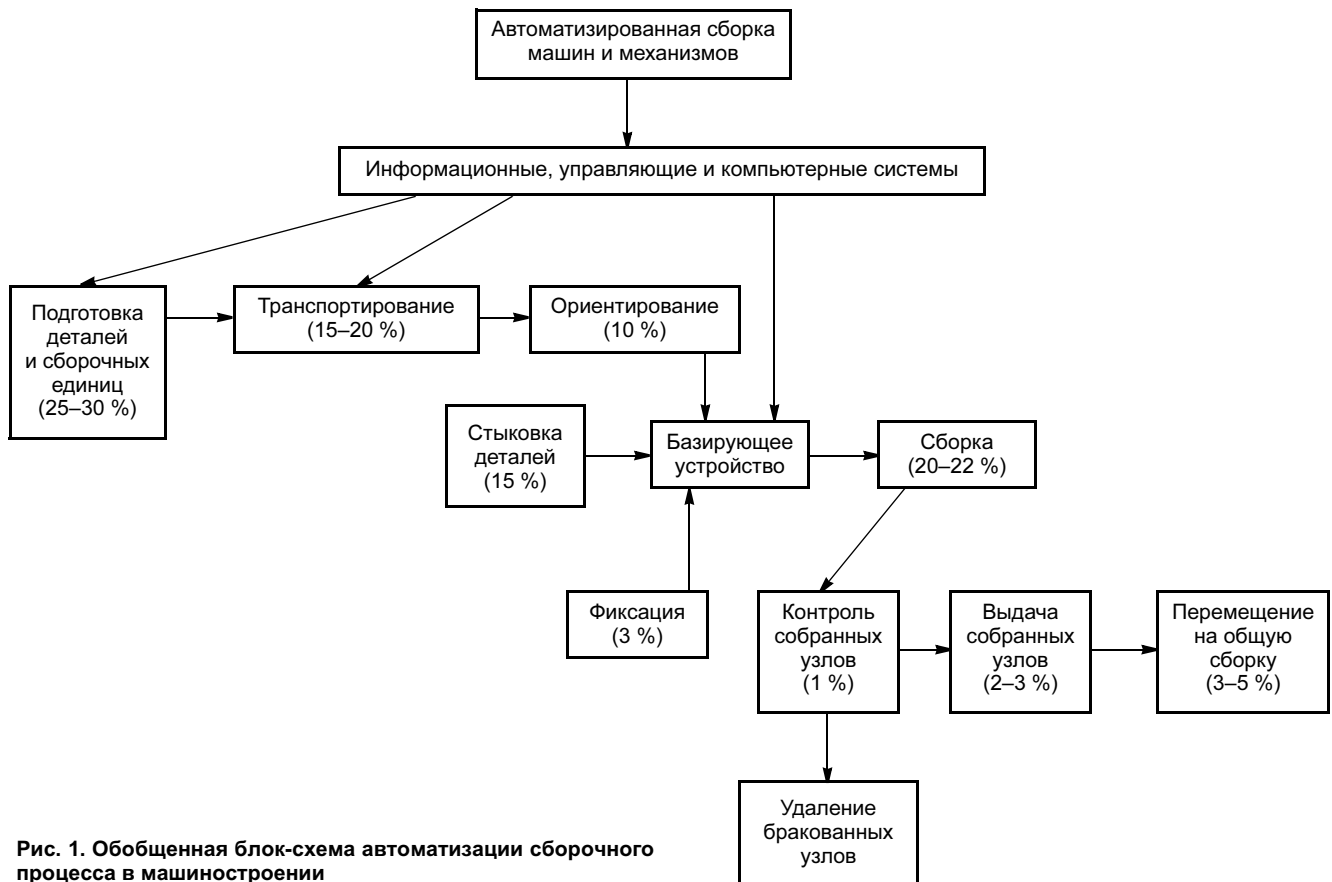 Автоматизированная сборка
машин и механизмов
Информационные, управляющие и компьютерные системы
Подготовка
деталей
и сборочных
единиц
(25–30 %)
Транспортирование
(15–20 %)
Ориентирование
(10 %)
Стыковка
деталей
(15 %)
Базирующее
устройство
Сборка
(20–22 %)
Фиксация
(3 %)
Контроль
собранных
узлов
(1 %)
Выдача
собранных
узлов
(2–3 %)
Перемещение
на общую
сборку
(3–5 %)
Удаление
бракованных
узлов
Рис. 1. Обобщенная блок-схема автоматизации сборочного
процесса в машиностроении